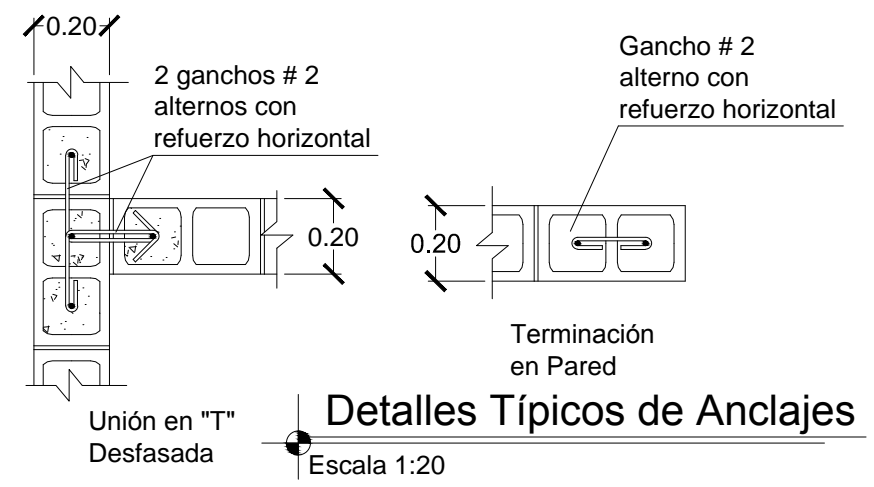 0.20
2 ganchos # 2
alternos con
refuerzo horizontal
0.20
Unión en "T"
Desfasada
Gancho # 2
alterno con
refuerzo horizontal
0.20
Terminación
en Pared
Detalles Típicos de Anclajes
Escala 1:20